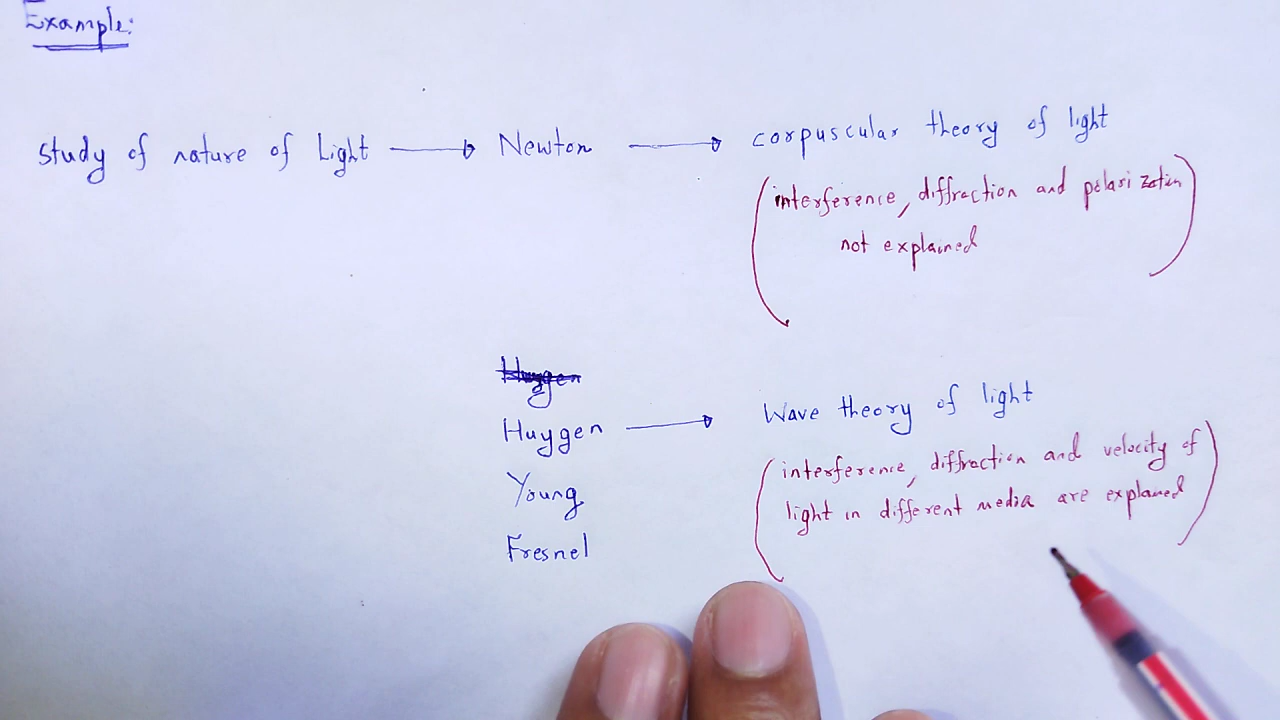 Example:
Study of nature of Light → Newton → corpuscular theory of light
(interference, diffraction and polarization
not explained)
Huygen
Huygen → Wave theory of light
(interference, diffraction and velocity of
light in different media are explained)
Young
Fresnel